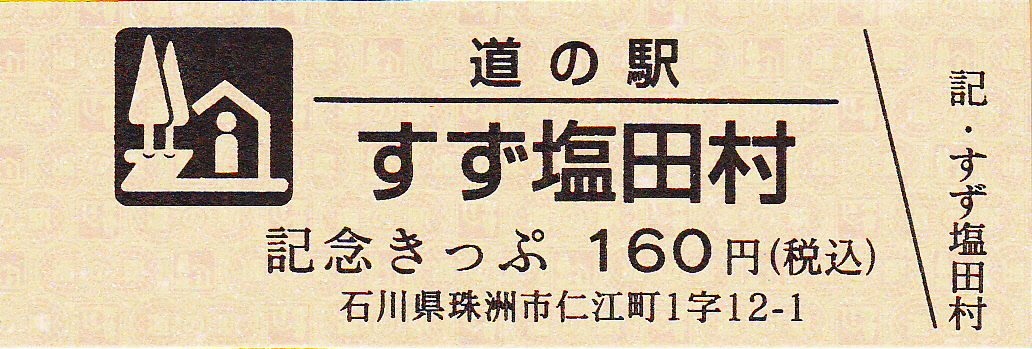 道の駅
すず塩田村
記念きっぷ 160円(税込)
石川県珠洲市仁江町1字12-1
記・すず塩田村